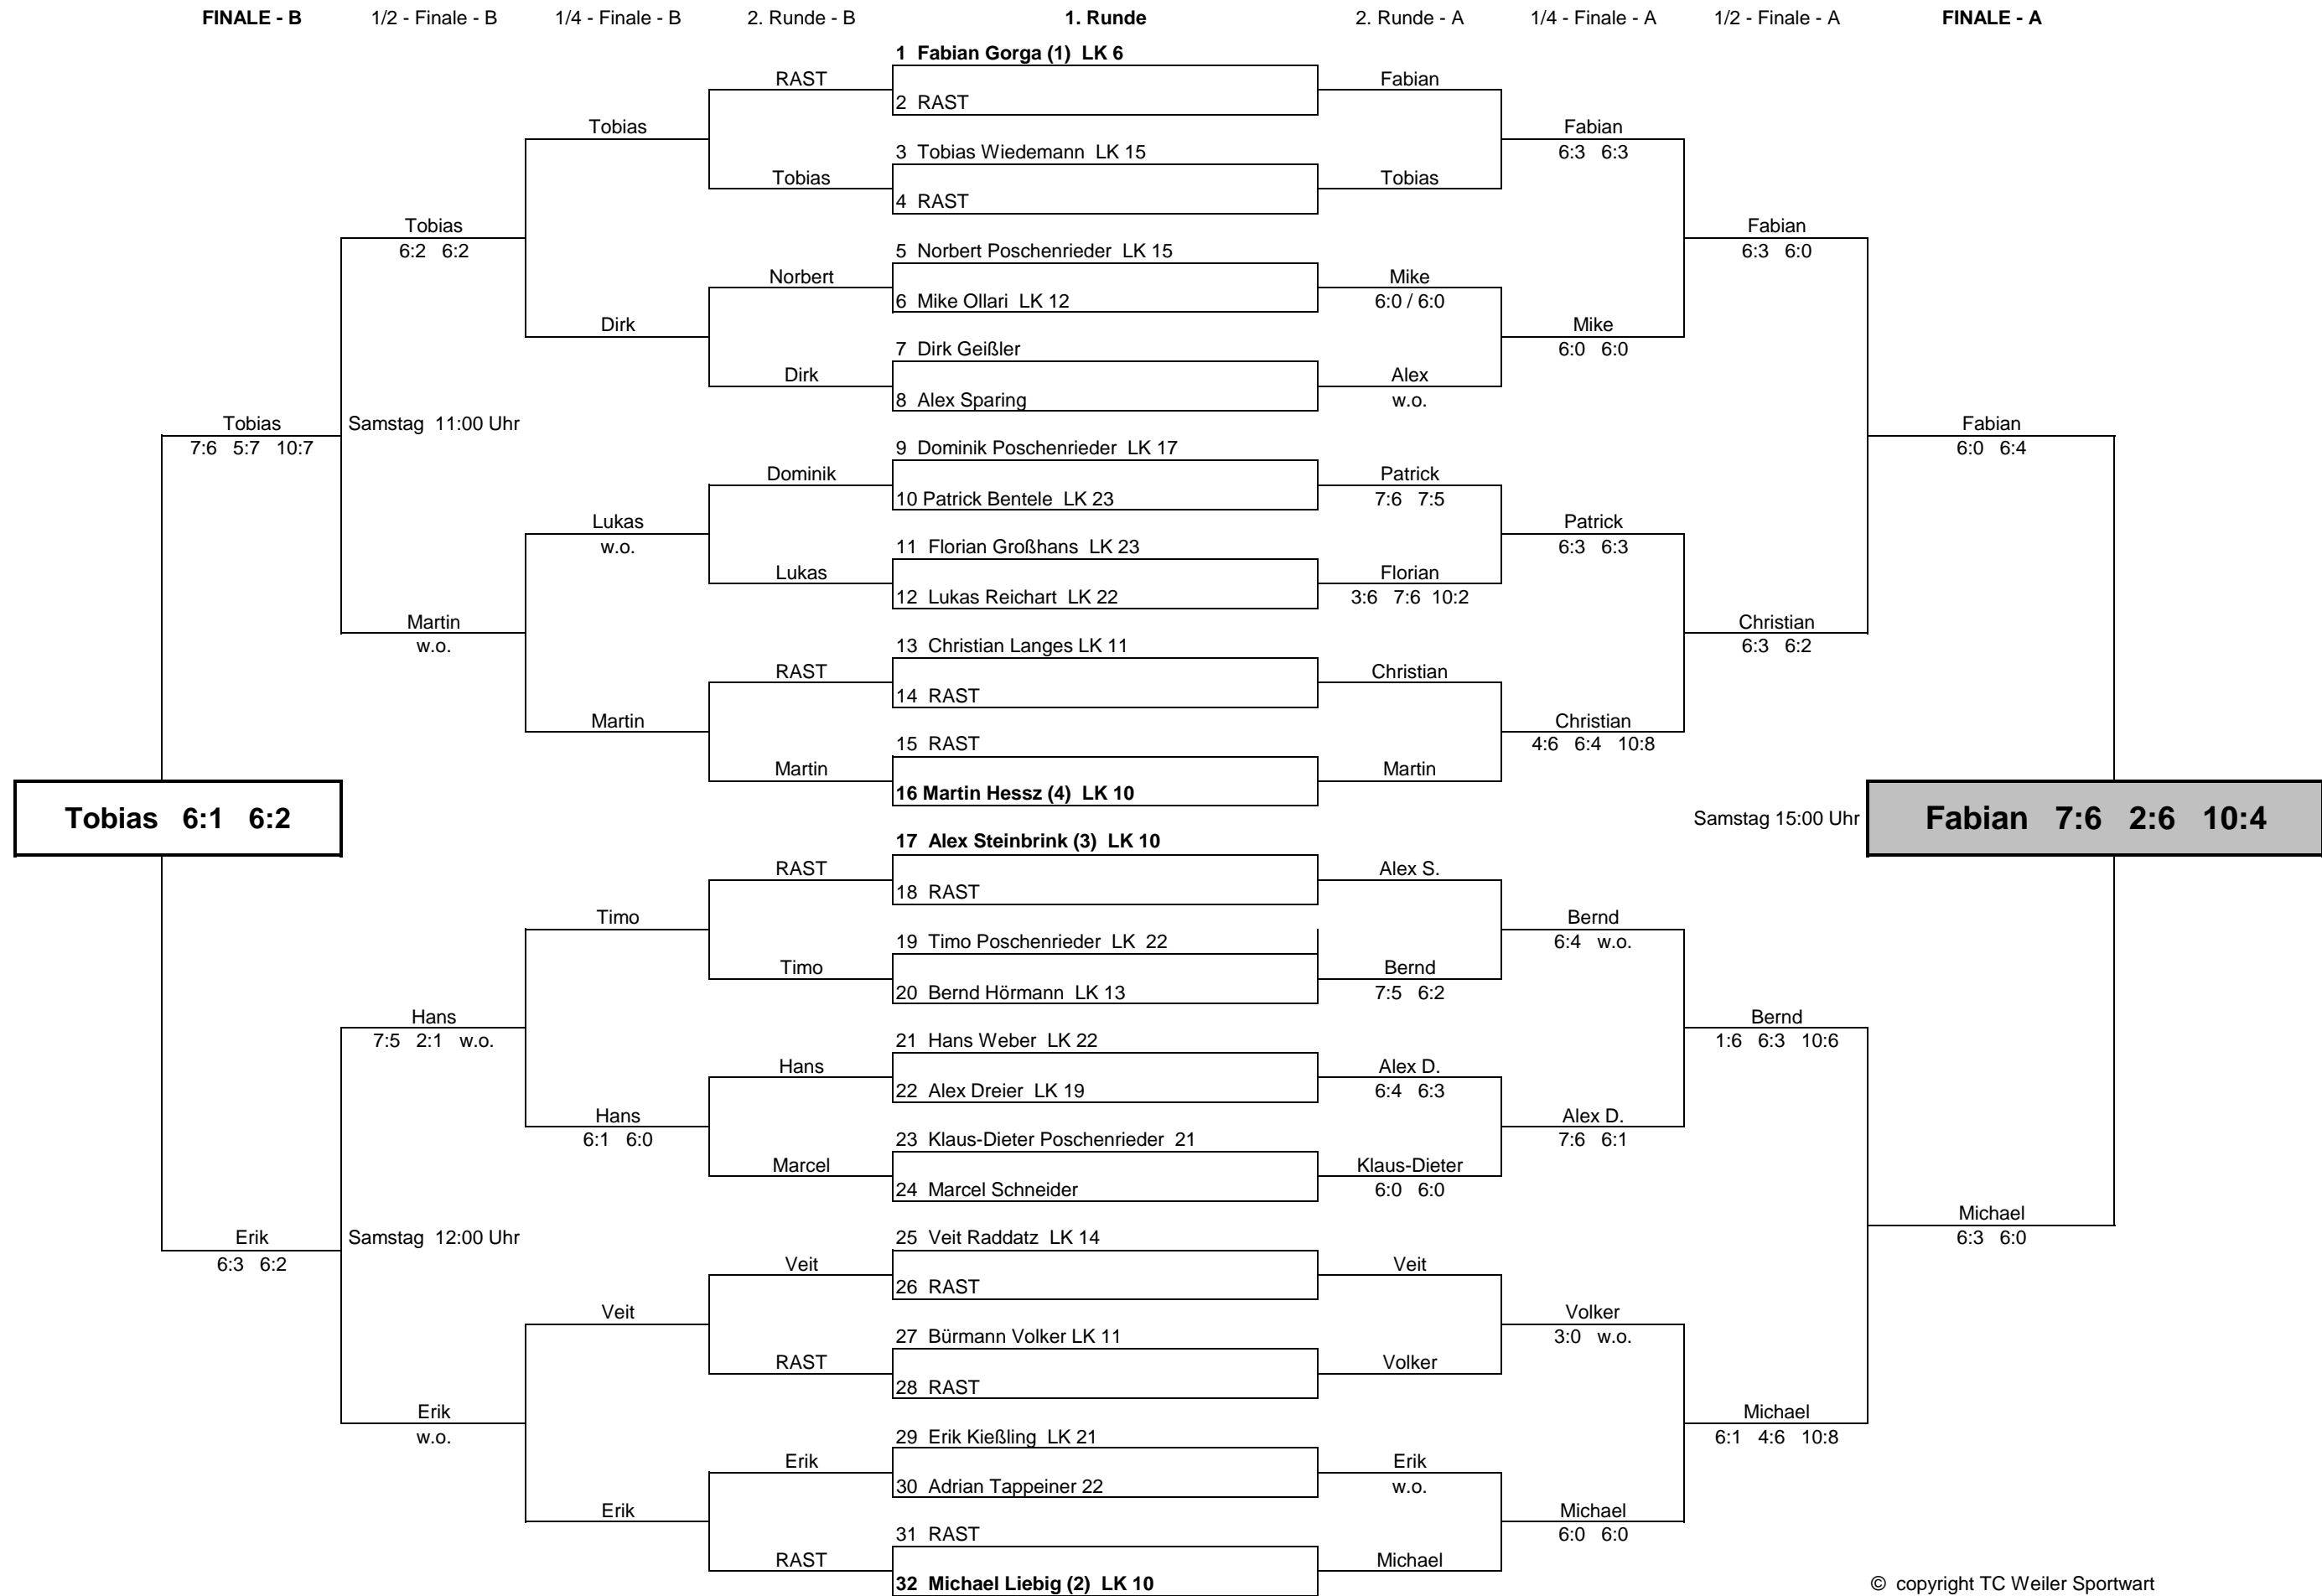 FINALE - B 1/2 - Finale - B 1/4 - Finale - B 2. Runde - B 1. Runde 2. Runde - A 1/4 - Finale - A 1/2 - Finale - A FINALE - A
1 Fabian Gorga (1) LK 6
RAST Fabian
2 RAST
Tobias Fabian
3 Tobias Wiedemann LK 15 6:3 6:3
Tobias Tobias
4 RAST
Tobias Fabian
6:2 6:2 5 Norbert Poschenrieder LK 15 6:3 6:0
Norbert Mike
6 Mike Ollari LK 12 6:0 / 6:0
Dirk Mike
7 Dirk Geißler 6:0 6:0
Dirk Alex
8 Alex Sparing w.o.
Tobias Samstag 11:00 Uhr Fabian
7:6 5:7 10:7 9 Dominik Poschenrieder LK 17 6:0 6:4
Dominik Patrick
10 Patrick Bentele LK 23 7:6 7:5
Lukas Patrick
w.o. 11 Florian Großhans LK 23 6:3 6:3
Lukas Florian
12 Lukas Reichart LK 22 3:6 7:6 10:2
Martin Christian
w.o. 13 Christian Langes LK 11 6:3 6:2
RAST Christian
14 RAST
Martin Christian
15 RAST 4:6 6:4 10:8
Martin Martin
16 Martin Hessz (4) LK 10
Tobias 6:1 6:2 Samstag 15:00 Uhr Fabian 7:6 2:6 10:4
17 Alex Steinbrink (3) LK 10
RAST Alex S.
18 RAST
Timo Bernd
19 Timo Poschenrieder LK 22 6:4 w.o.
Timo Bernd
20 Bernd Hörmann LK 13 7:5 6:2
Hans Bernd
7:5 2:1 w.o. 21 Hans Weber LK 22 1:6 6:3 10:6
Hans Alex D.
22 Alex Dreier LK 19 6:4 6:3
Hans Alex D.
6:1 6:0 23 Klaus-Dieter Poschenrieder 21 7:6 6:1
Marcel Klaus-Dieter
24 Marcel Schneider 6:0 6:0
Michael
Erik Samstag 12:00 Uhr 25 Veit Raddatz LK 14 6:3 6:0
6:3 6:2 Veit Veit
26 RAST
Veit Volker
27 Bürmann Volker LK 11 3:0 w.o.
RAST Volker
28 RAST
Erik Michael
w.o. 29 Erik Kießling LK 21 6:1 4:6 10:8
Erik Erik
30 Adrian Tappeiner 22 w.o.
Erik Michael
31 RAST 6:0 6:0
RAST Michael
32 Michael Liebig (2) LK 10
© copyright TC Weiler Sportwart